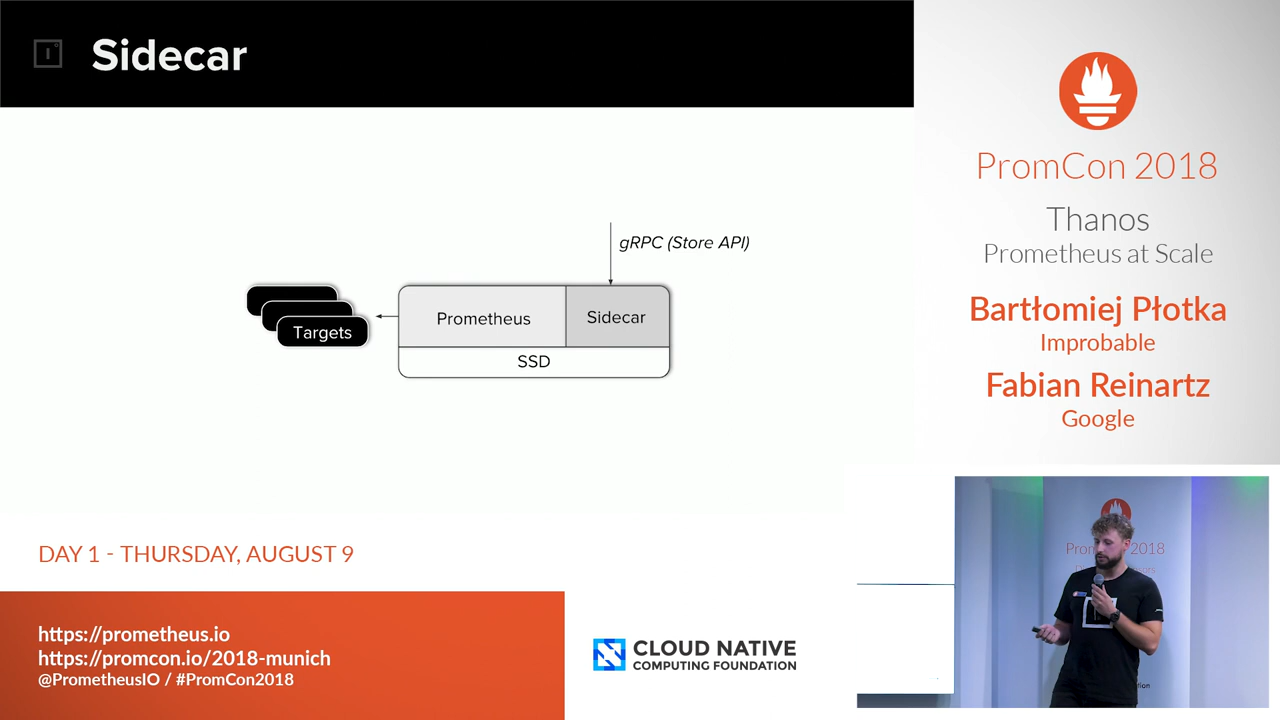 Sidecar
gRPC (Store API)
Targets
Prometheus
Sidecar
SSD
PromCon 2018
Thanos
Prometheus at Scale
Bartłomiej Płotka
Improbable
Fabian Reinartz
Google
DAY 1 - THURSDAY, AUGUST 9
https://prometheus.io
https://promcon.io/2018-munich
@PrometheusIO / #PromCon2018
CLOUD NATIVE
COMPUTING FOUNDATION
2018